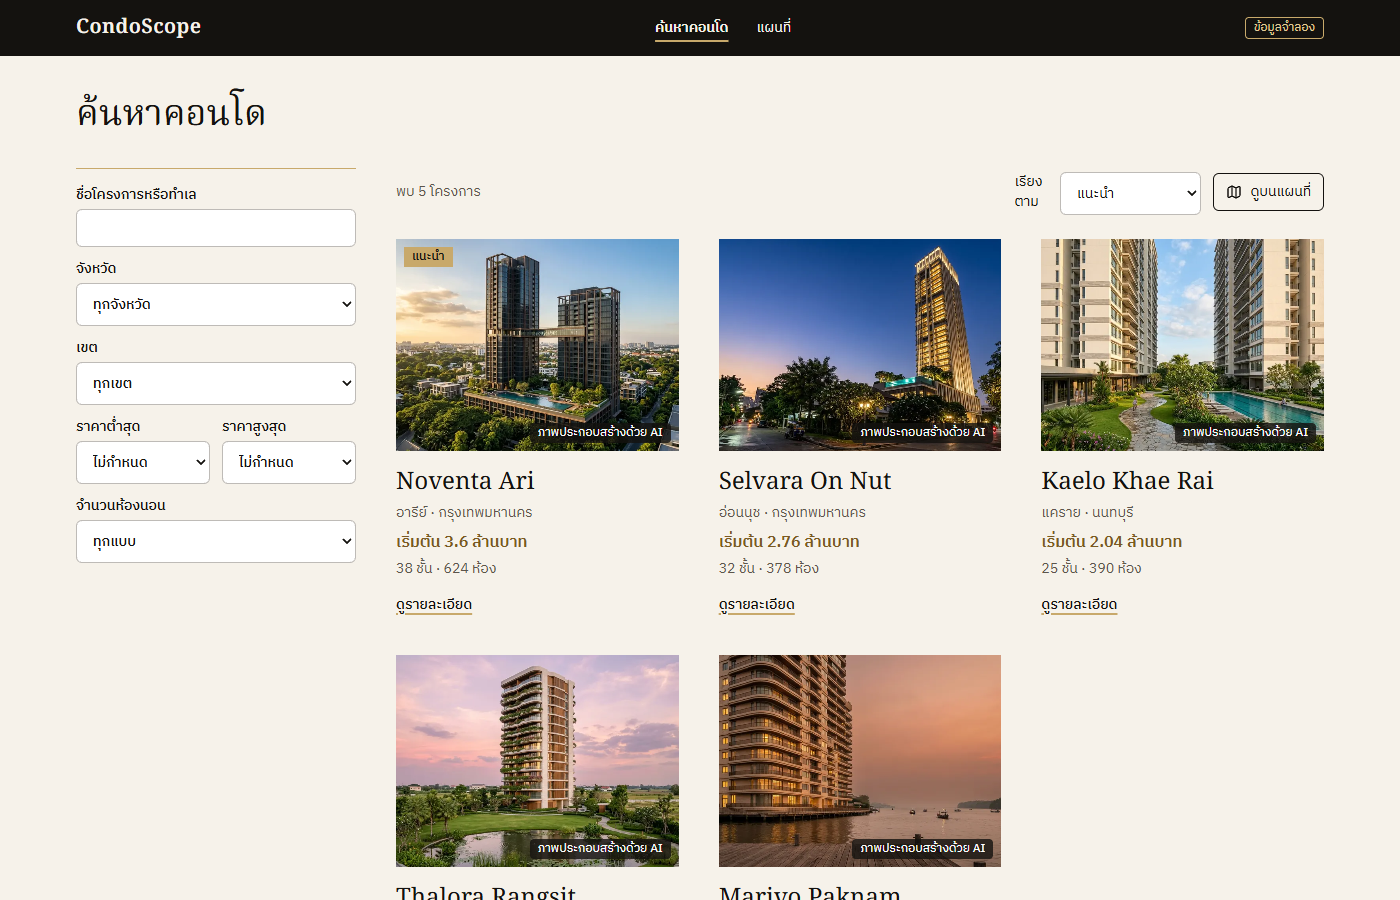 CondoScope
ค้นหาคอนโด
แผนที่
ข้อมูลจำลอง
ค้นหาคอนโด
ชื่อโครงการหรือทำเล
จังหวัด
ทุกจังหวัด
เขต
ทุกเขต
ราคาต่ำสุด
ราคาสูงสุด
ไม่กำหนด
ไม่กำหนด
จำนวนห้องนอน
ทุกแบบ
พบ 5 โครงการ
เรียง
ตาม
แนะนำ
ดูบนแผนที่
แนะนำ
ภาพประกอบสร้างด้วย AI
Noventa Ari
อารีย์ · กรุงเทพมหานคร
เริ่มต้น 3.6 ล้านบาท
38 ชั้น · 624 ห้อง
ดูรายละเอียด
ภาพประกอบสร้างด้วย AI
Selvara On Nut
อ่อนนุช · กรุงเทพมหานคร
เริ่มต้น 2.76 ล้านบาท
32 ชั้น · 378 ห้อง
ดูรายละเอียด
ภาพประกอบสร้างด้วย AI
Kaelo Khae Rai
แคราย · นนทบุรี
เริ่มต้น 2.04 ล้านบาท
25 ชั้น · 390 ห้อง
ดูรายละเอียด
ภาพประกอบสร้างด้วย AI
Thalora Rangsit
ภาพประกอบสร้างด้วย AI
Marivo Paknam